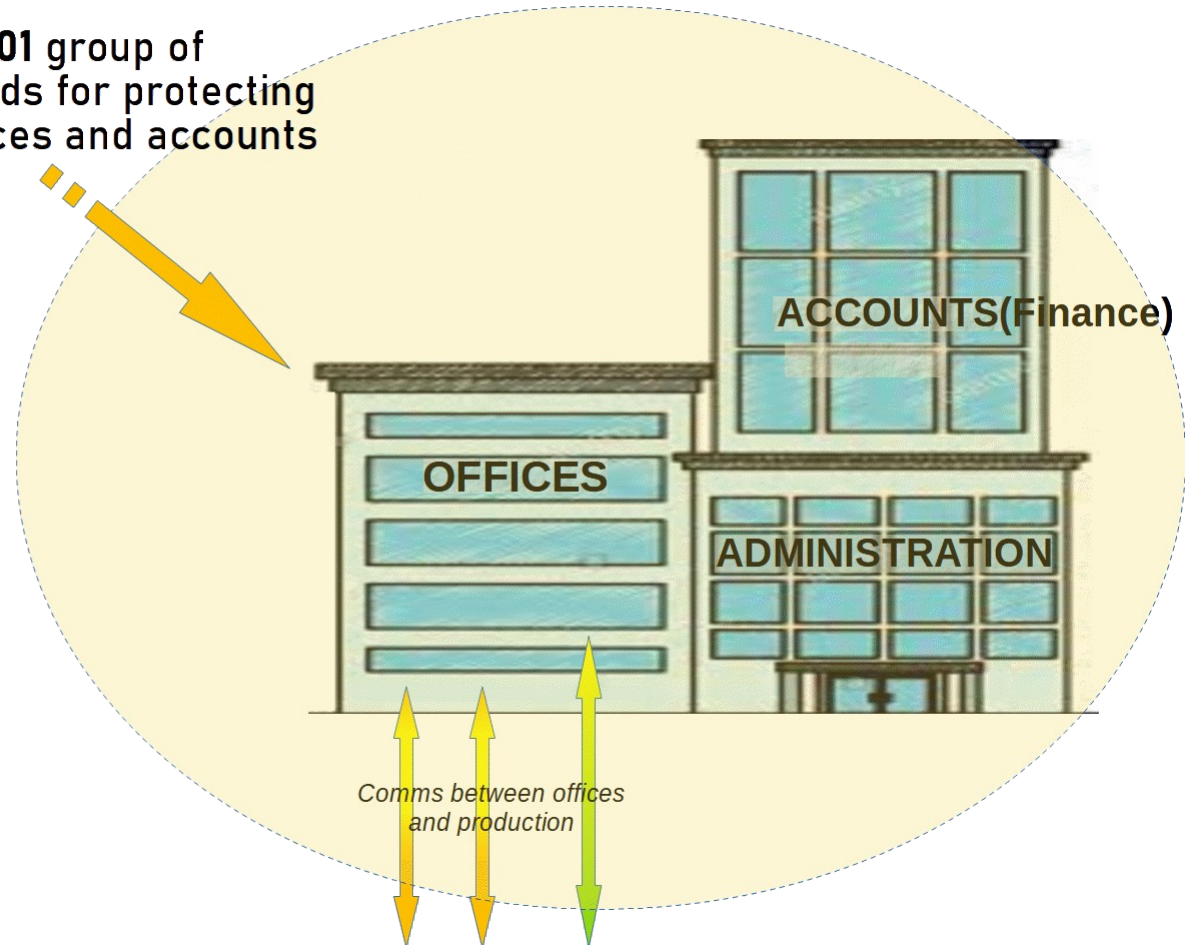 01 group of
ds for protecting
ces and accounts
ACCOUNTS(Finance)
OFFICES
ADMINISTRATION
Comms between offices
and production